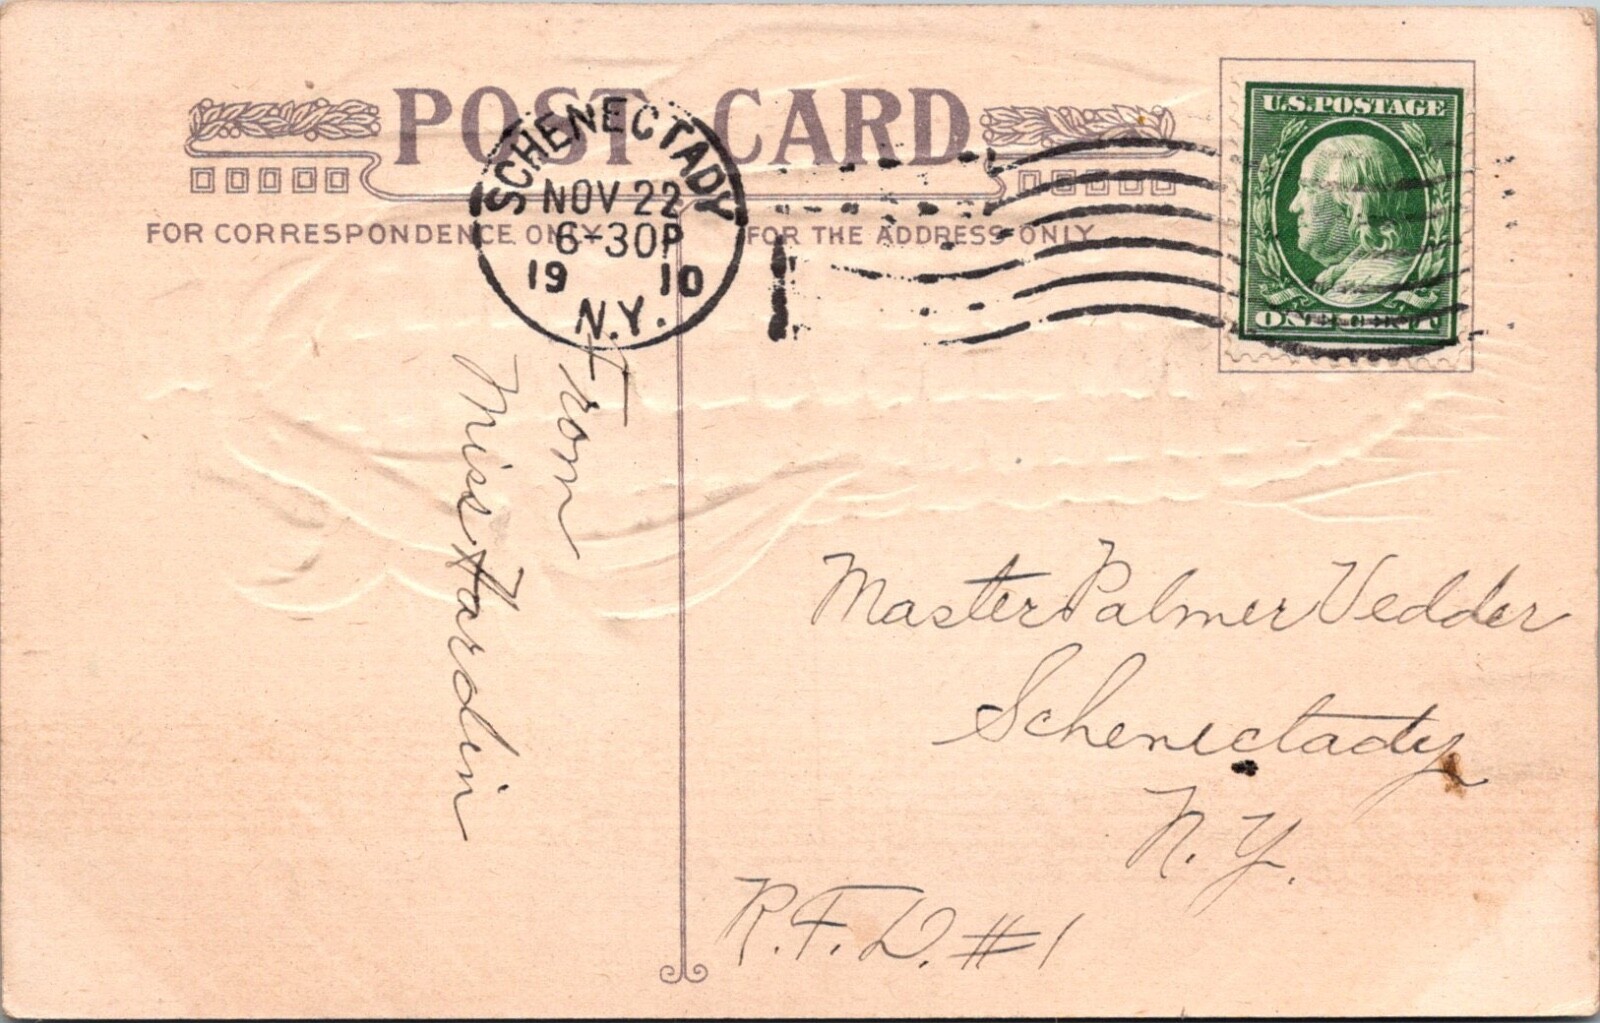 POST CARD
FOR CORRESPONDENCE ONLY
FOR THE ADDRESS ONLY
SCHENECTADY
NOV 22
6-30P
19 10
N.Y.
U.S. POSTAGE
ONE CENT
From
Miss Hardin
Master Palmer Vedder
Schenectady
N. Y.
R.F.D. #1